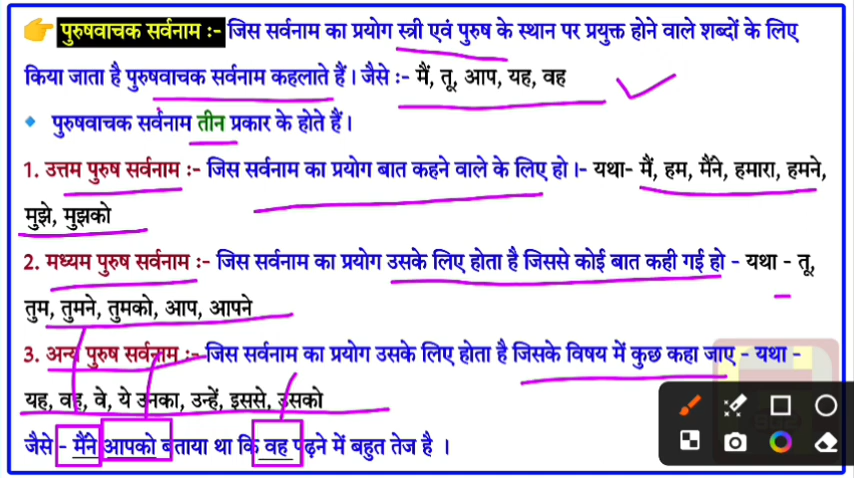 👉 पुरुषवाचक सर्वनाम :- जिस सर्वनाम का प्रयोग स्त्री एवं पुरुष के स्थान पर प्रयुक्त होने वाले शब्दों के लिए
किया जाता है पुरुषवाचक सर्वनाम कहलाते हैं। जैसे :- मैं, तू, आप, यह, वह
🔹 पुरुषवाचक सर्वनाम तीन प्रकार के होते हैं।
1. उत्तम पुरुष सर्वनाम :- जिस सर्वनाम का प्रयोग बात कहने वाले के लिए हो।- यथा- मैं, हम, मैंने, हमारा, हमने,
मुझे, मुझको
2. मध्यम पुरुष सर्वनाम :- जिस सर्वनाम का प्रयोग उसके लिए होता है जिससे कोई बात कही गई हो - यथा - तू,
तुम, तुमने, तुमको, आप, आपने
3. अन्य पुरुष सर्वनाम :- जिस सर्वनाम का प्रयोग उसके लिए होता है जिसके विषय में कुछ कहा जाए - यथा -
यह, वह, वे, ये उनका, उन्हें, इससे, उसको
जैसे - मैंने आपको बताया था कि वह पढ़ने में बहुत तेज है ।